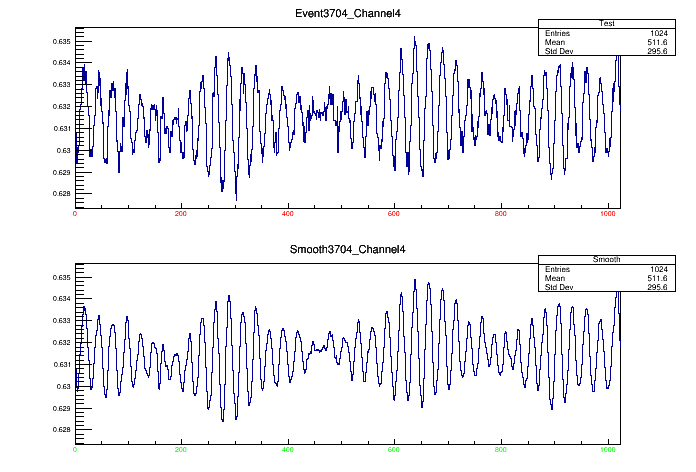 Event3704_Channel4
Test
Entries 1024
Mean 511.6
Std Dev 295.6
0.635
0.634
0.633
0.632
0.631
0.63
0.629
0.628
0 200 400 600 800 1000
Smooth3704_Channel4
Smooth
Entries 1024
Mean 511.6
Std Dev 295.6
0.635
0.634
0.633
0.632
0.631
0.63
0.629
0.628
0 200 400 600 800 1000